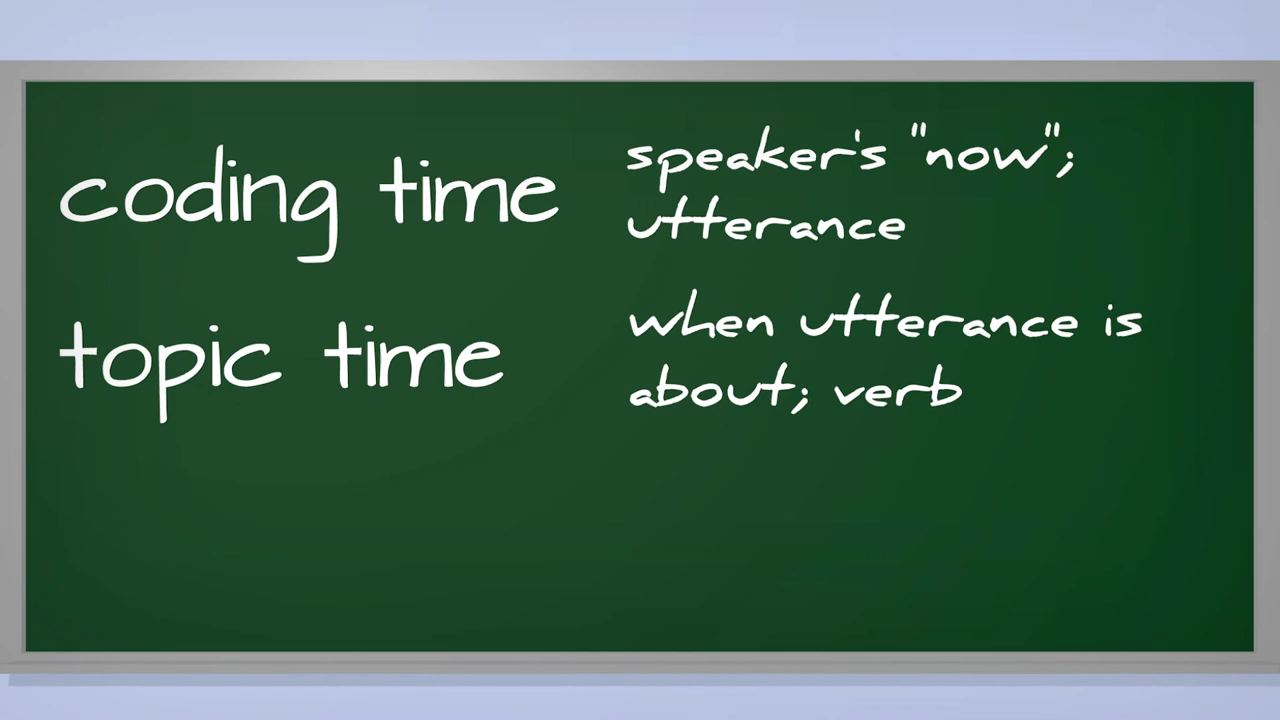 coding time
speaker's "now";
utterance
topic time
when utterance is
about; verb